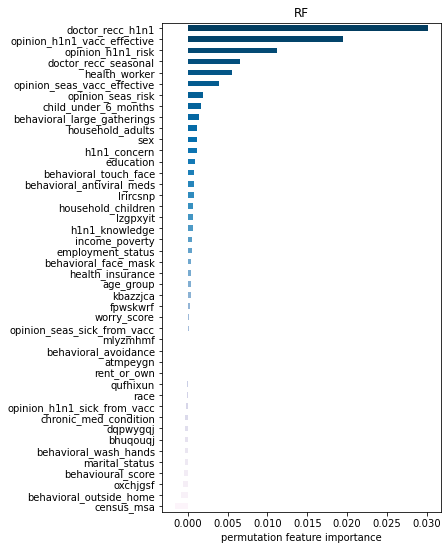 RF
doctor_recc_h1n1
opinion_h1n1_vacc_effective
opinion_h1n1_risk
doctor_recc_seasonal
health_worker
opinion_seas_vacc_effective
opinion_seas_risk
child_under_6_months
behavioral_large_gatherings
household_adults
sex
h1n1_concern
education
behavioral_touch_face
behavioral_antiviral_meds
lrircsnp
household_children
lzgpxyit
h1n1_knowledge
income_poverty
employment_status
behavioral_face_mask
health_insurance
age_group
kbazzjca
fpwskwrf
worry_score
opinion_seas_sick_from_vacc
mlyzmhmf
behavioral_avoidance
atmpeygn
rent_or_own
qufhixun
race
opinion_h1n1_sick_from_vacc
chronic_med_condition
dqpwygqj
bhuqouqj
behavioral_wash_hands
marital_status
behavioural_score
oxchjgsf
behavioral_outside_home
census_msa
0.000 0.005 0.010 0.015 0.020 0.025 0.030
permutation feature importance